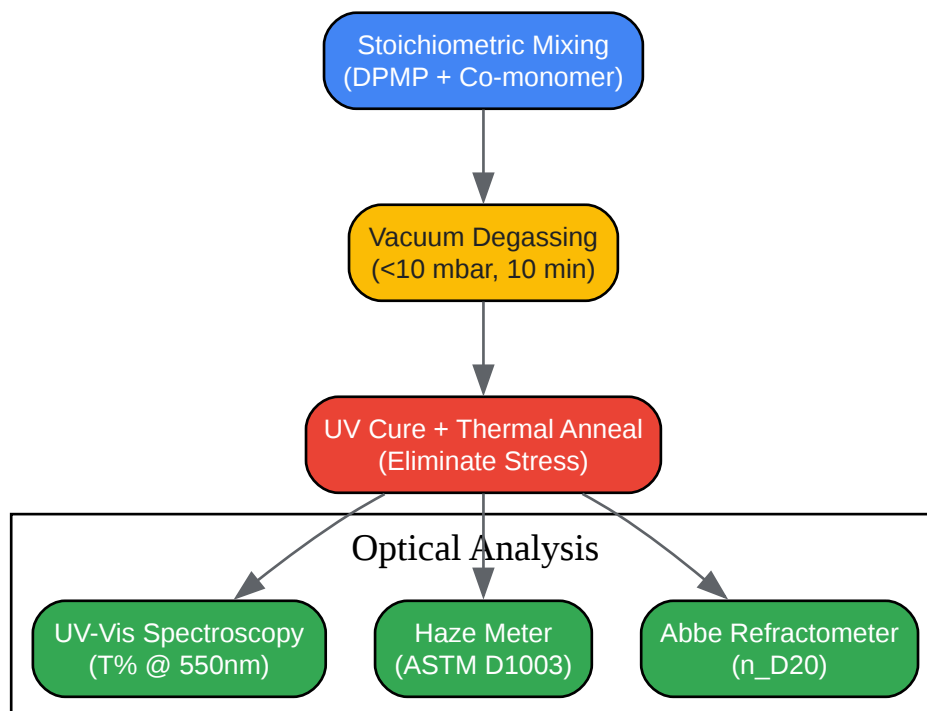 Stoichiometric Mixing
(DPMP + Co-monomer)
Vacuum Degassing
(<10 mbar, 10 min)
UV Cure + Thermal Anneal
(Eliminate Stress)
Optical Analysis
UV-Vis Spectroscopy
(T% @ 550nm)
Haze Meter
(ASTM D1003)
Abbe Refractometer
(n_D20)